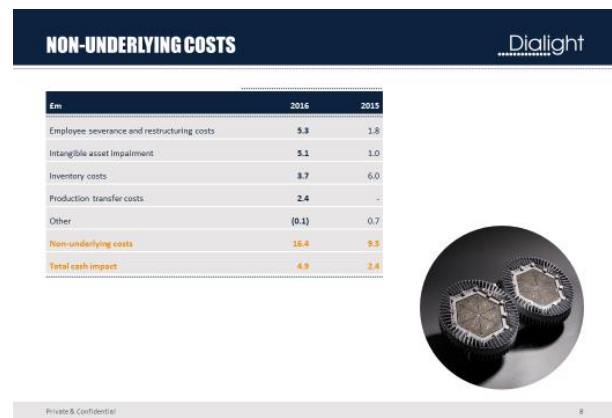 NON-UNDERLYING COSTS
Dialight
£m 2016 2015
Employee severance and restructuring costs 5.3 1.8
Intangible asset impairment 5.1 1.0
Inventory costs 3.7 6.0
Production transfer costs 2.4 -
Other (0.1) 0.7
Non-underlying costs 16.4 9.5
Total cash impact 4.9 2.4
Private & Confidential 8